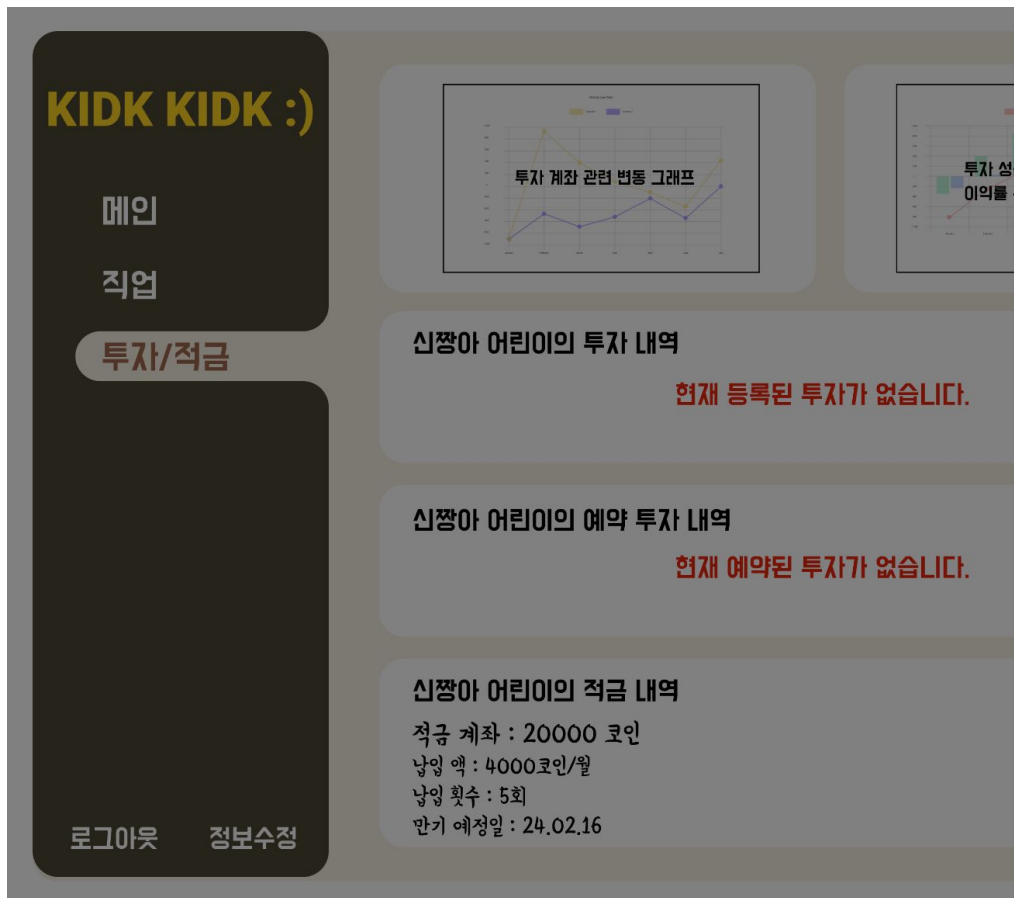 KIDK KIDK :)
메인
직업
투자/적금
로그아웃 정보수정
투자 계좌 관련 변동 그래프
투자 성
이익률
신짱아 어린이의 투자 내역
현재 등록된 투자가 없습니다.
신짱아 어린이의 예약 투자 내역
현재 예약된 투자가 없습니다.
신짱아 어린이의 적금 내역
적금 계좌 : 20000 코인
납입 액 : 4000코인/월
납입 횟수 : 5회
만기 예정일 : 24.02.16